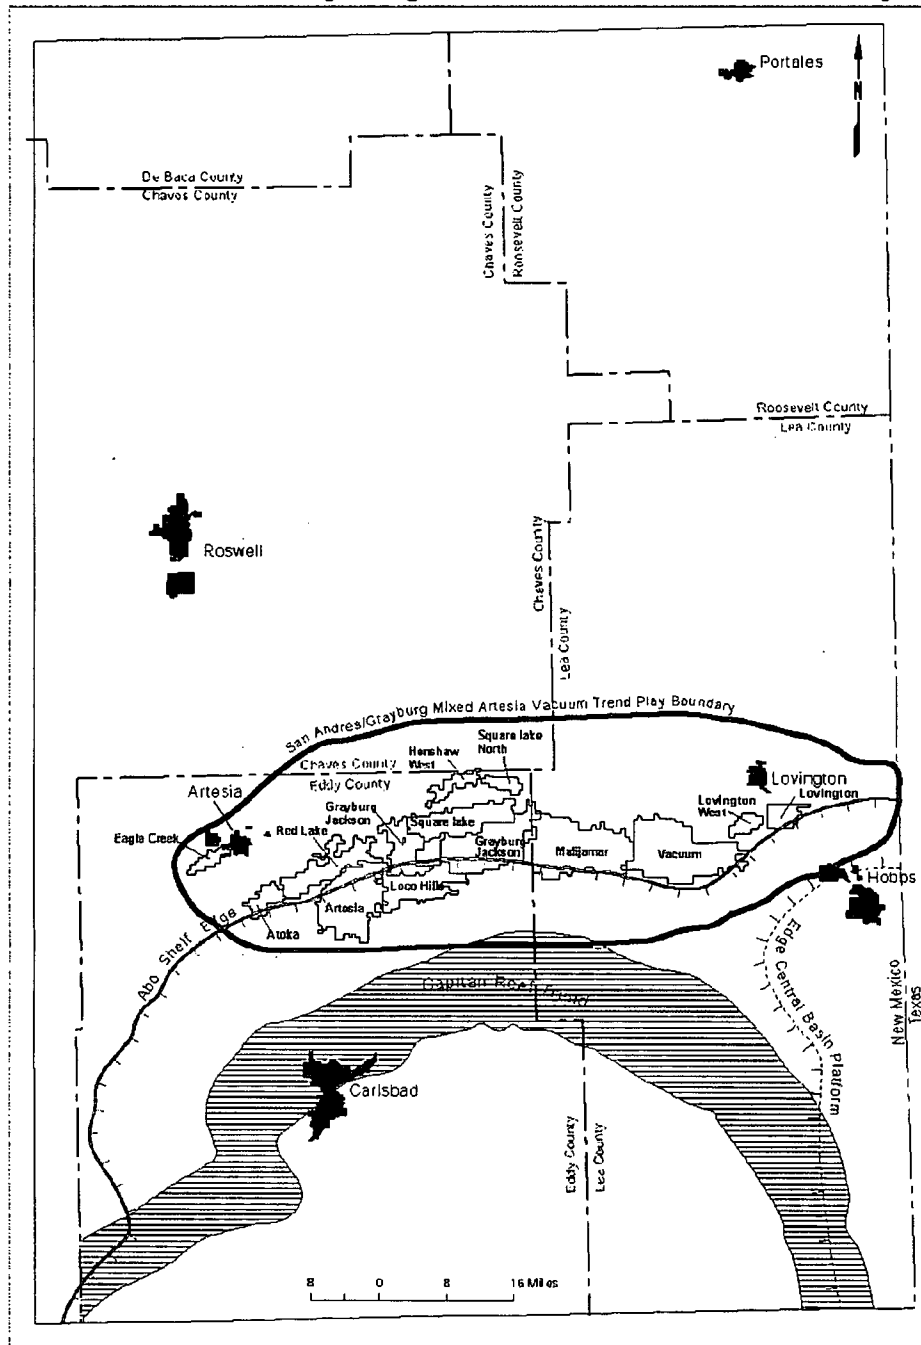 Portales
N
De Baca County
Chaves County
Chaves County
Roosevelt County
Roosevelt County
Lea County
Roswell
Chaves County
Lea County
San Andres/Grayburg Mixed Artesia Vacuum Trend Play Boundary
Square lake
North
Henshaw
West
Chaves County
Eddy County
Lovington
Lovington
Artesia
Grayburg
Jackson
Lovington
West
Square lake
Eagle Creek
Red Lake
Grayburg
Jackson
Maljamar
Vacuum
Loco Hills
Hobbs
Artesia
Atoka
Abo Shelf Edge
Edge Central Basin Platform
Capitan Reef Trend
New Mexico
Texas
Carlsbad
Eddy County
Lea County
8 0 8 16 Miles